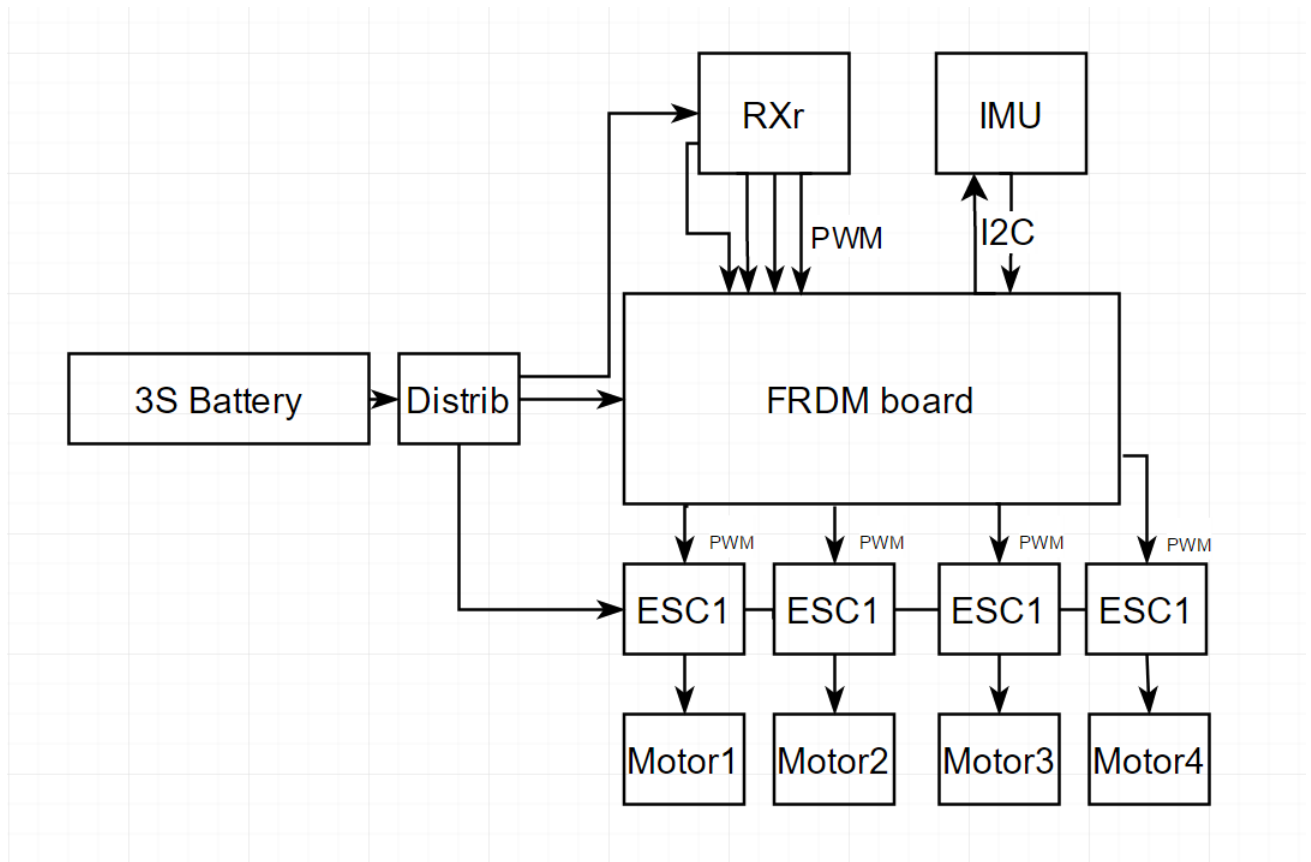 RXr
IMU
PWM
I2C
3S Battery
Distrib
FRDM board
PWM
PWM
PWM
PWM
ESC1
ESC1
ESC1
ESC1
Motor1
Motor2
Motor3
Motor4